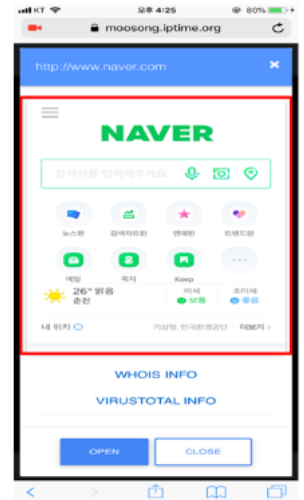 KT 오후 4:25 80%
moosong.iptime.org
http://www.naver.com ×
NAVER
검색어를 입력해주세요.
뉴스판 검색차트판 연예판 트렌드판
메일 쪽지 Keep
26° 맑음 미세 초미세
춘천 보통 좋음
내 위치 기상청, 한국환경공단 더보기 >
WHOIS INFO
VIRUSTOTAL INFO
OPEN CLOSE